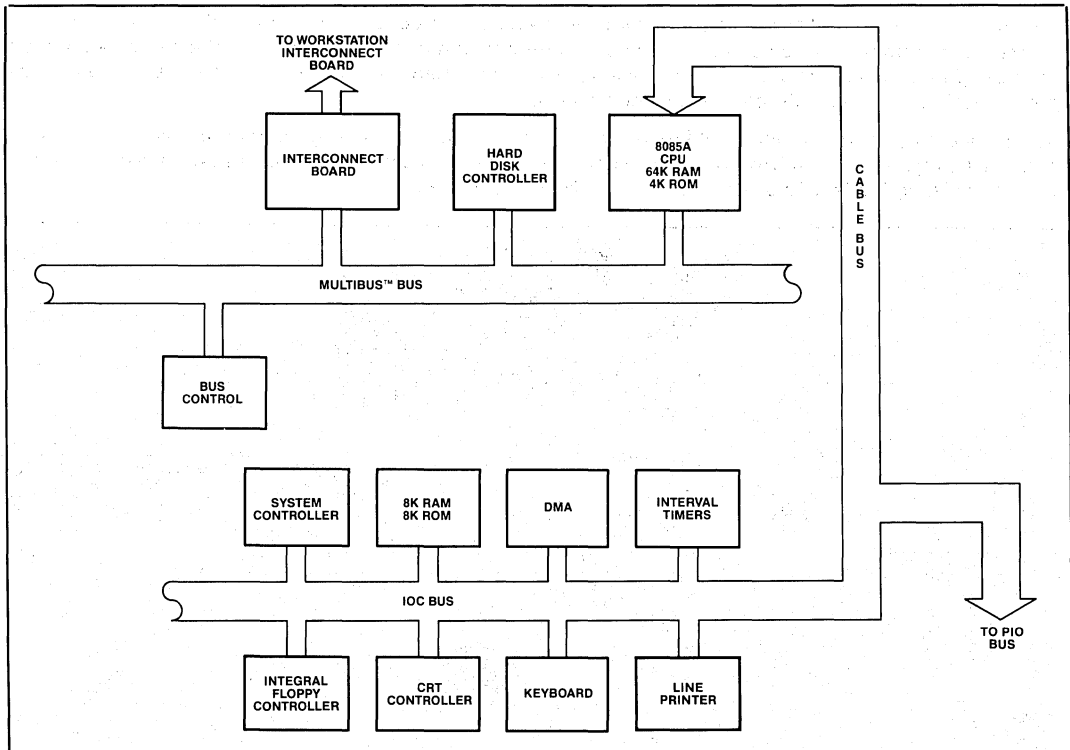 TO WORKSTATION
INTERCONNECT
BOARD
INTERCONNECT
BOARD
HARD
DISK
CONTROLLER
8085A
CPU
64K RAM
4K ROM
CABLE BUS
MULTIBUS™ BUS
BUS
CONTROL
SYSTEM
CONTROLLER
8K RAM
8K ROM
DMA
INTERVAL
TIMERS
IOC BUS
TO PIO
BUS
INTEGRAL
FLOPPY
CONTROLLER
CRT
CONTROLLER
KEYBOARD
LINE
PRINTER